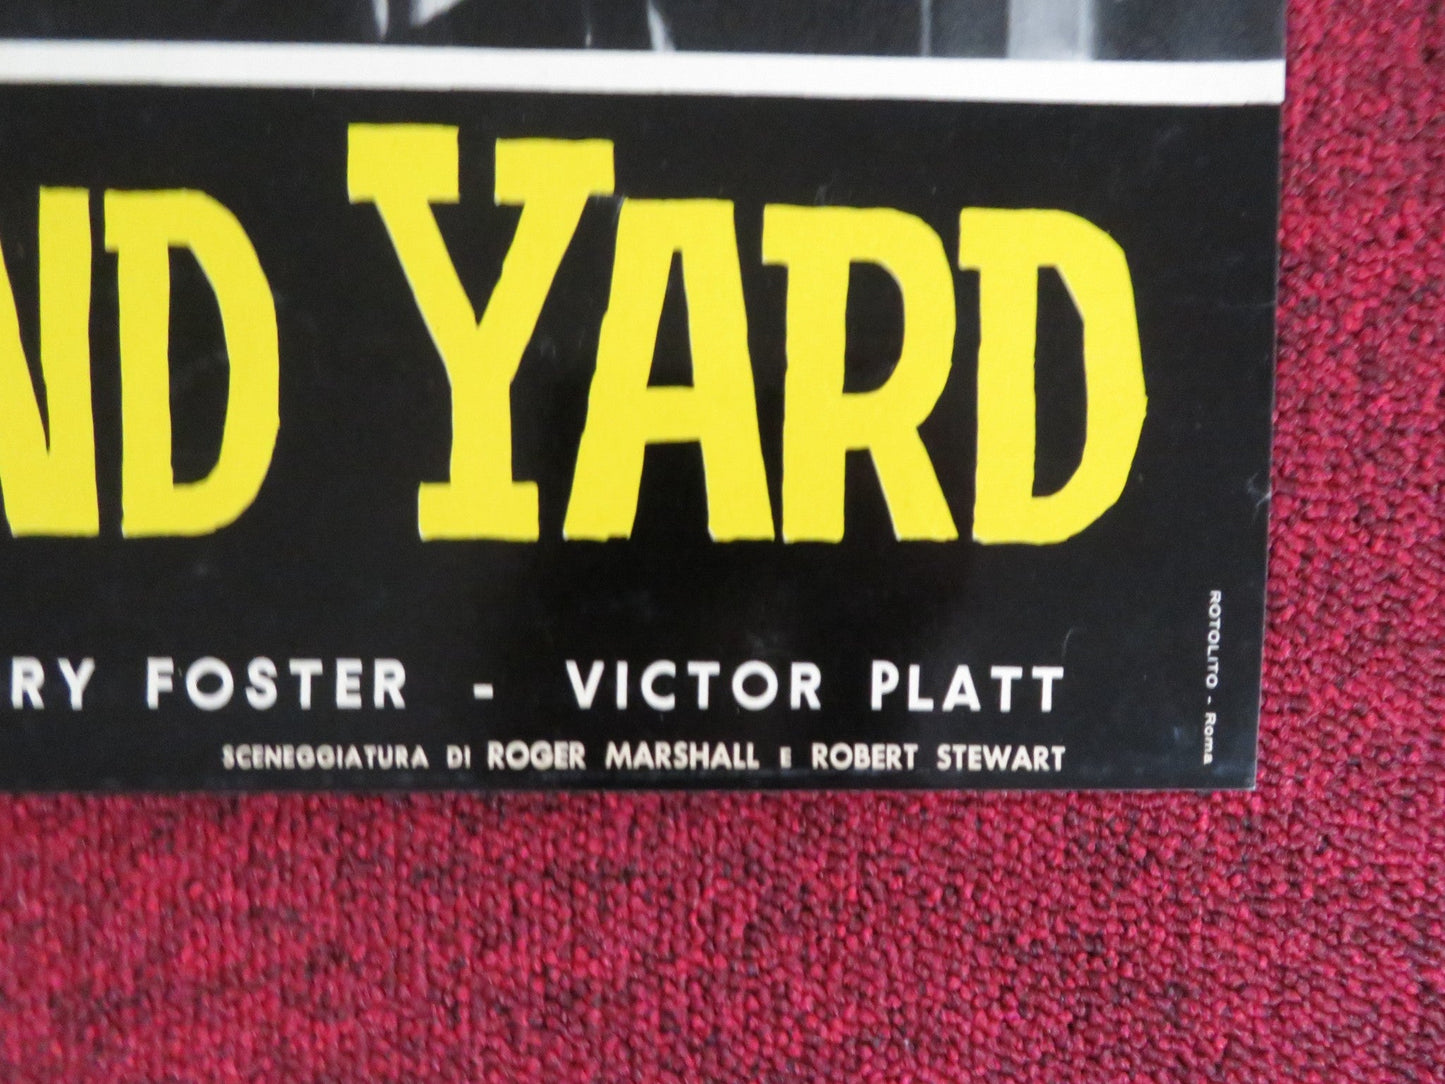 ND YARD
RY FOSTER - VICTOR PLATT
SCENEGGIATURA DI ROGER MARSHALL E ROBERT STEWART
ROTOLITO - Roma